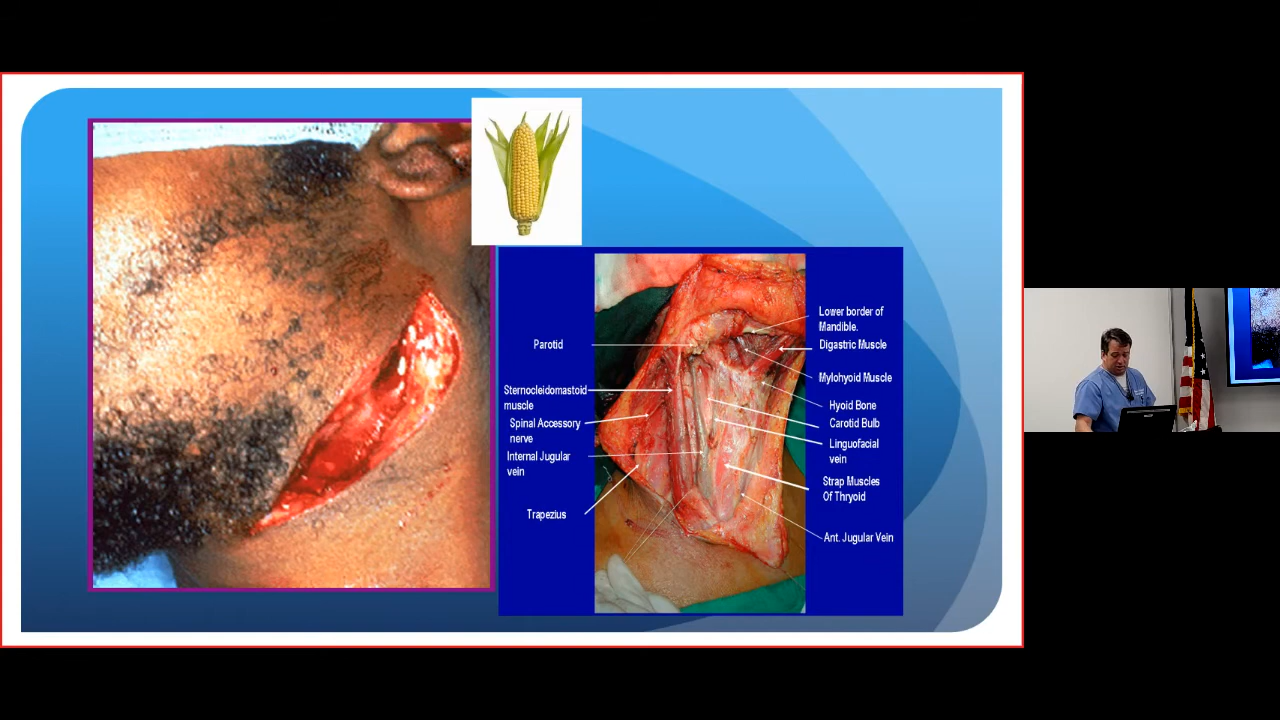 Parotid
Sternocleidomastoid
muscle
Spinal Accessory
nerve
Internal Jugular
vein
Trapezius
Lower border of
Mandible.
Digastric Muscle
Mylohyoid Muscle
Hyoid Bone
Carotid Bulb
Linguofacial
vein
Strap Muscles
Of Thryoid
Ant. Jugular Vein